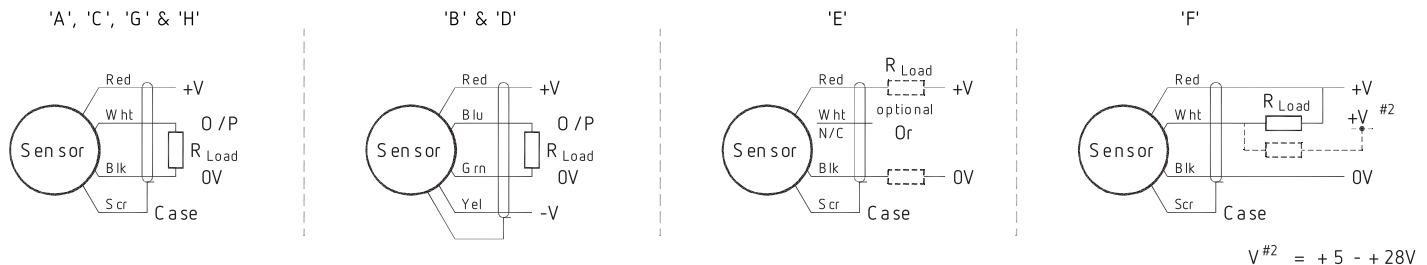 'A', 'C', 'G' & 'H'
Red
+V
Wht
O/P
Sensor
R Load
Blk
0V
Scr
Case
'B' & 'D'
Red
+V
Blu
O/P
Sensor
R Load
Grn
0V
Yel
-V
'E'
R Load
Red
+V
optional
Wht
N/C
Or
Sensor
Blk
0V
Scr
Case
'F'
Red
+V
R Load
Wht
+V #2
Sensor
Blk
0V
Scr
Case
V#2 = +5 - +28V